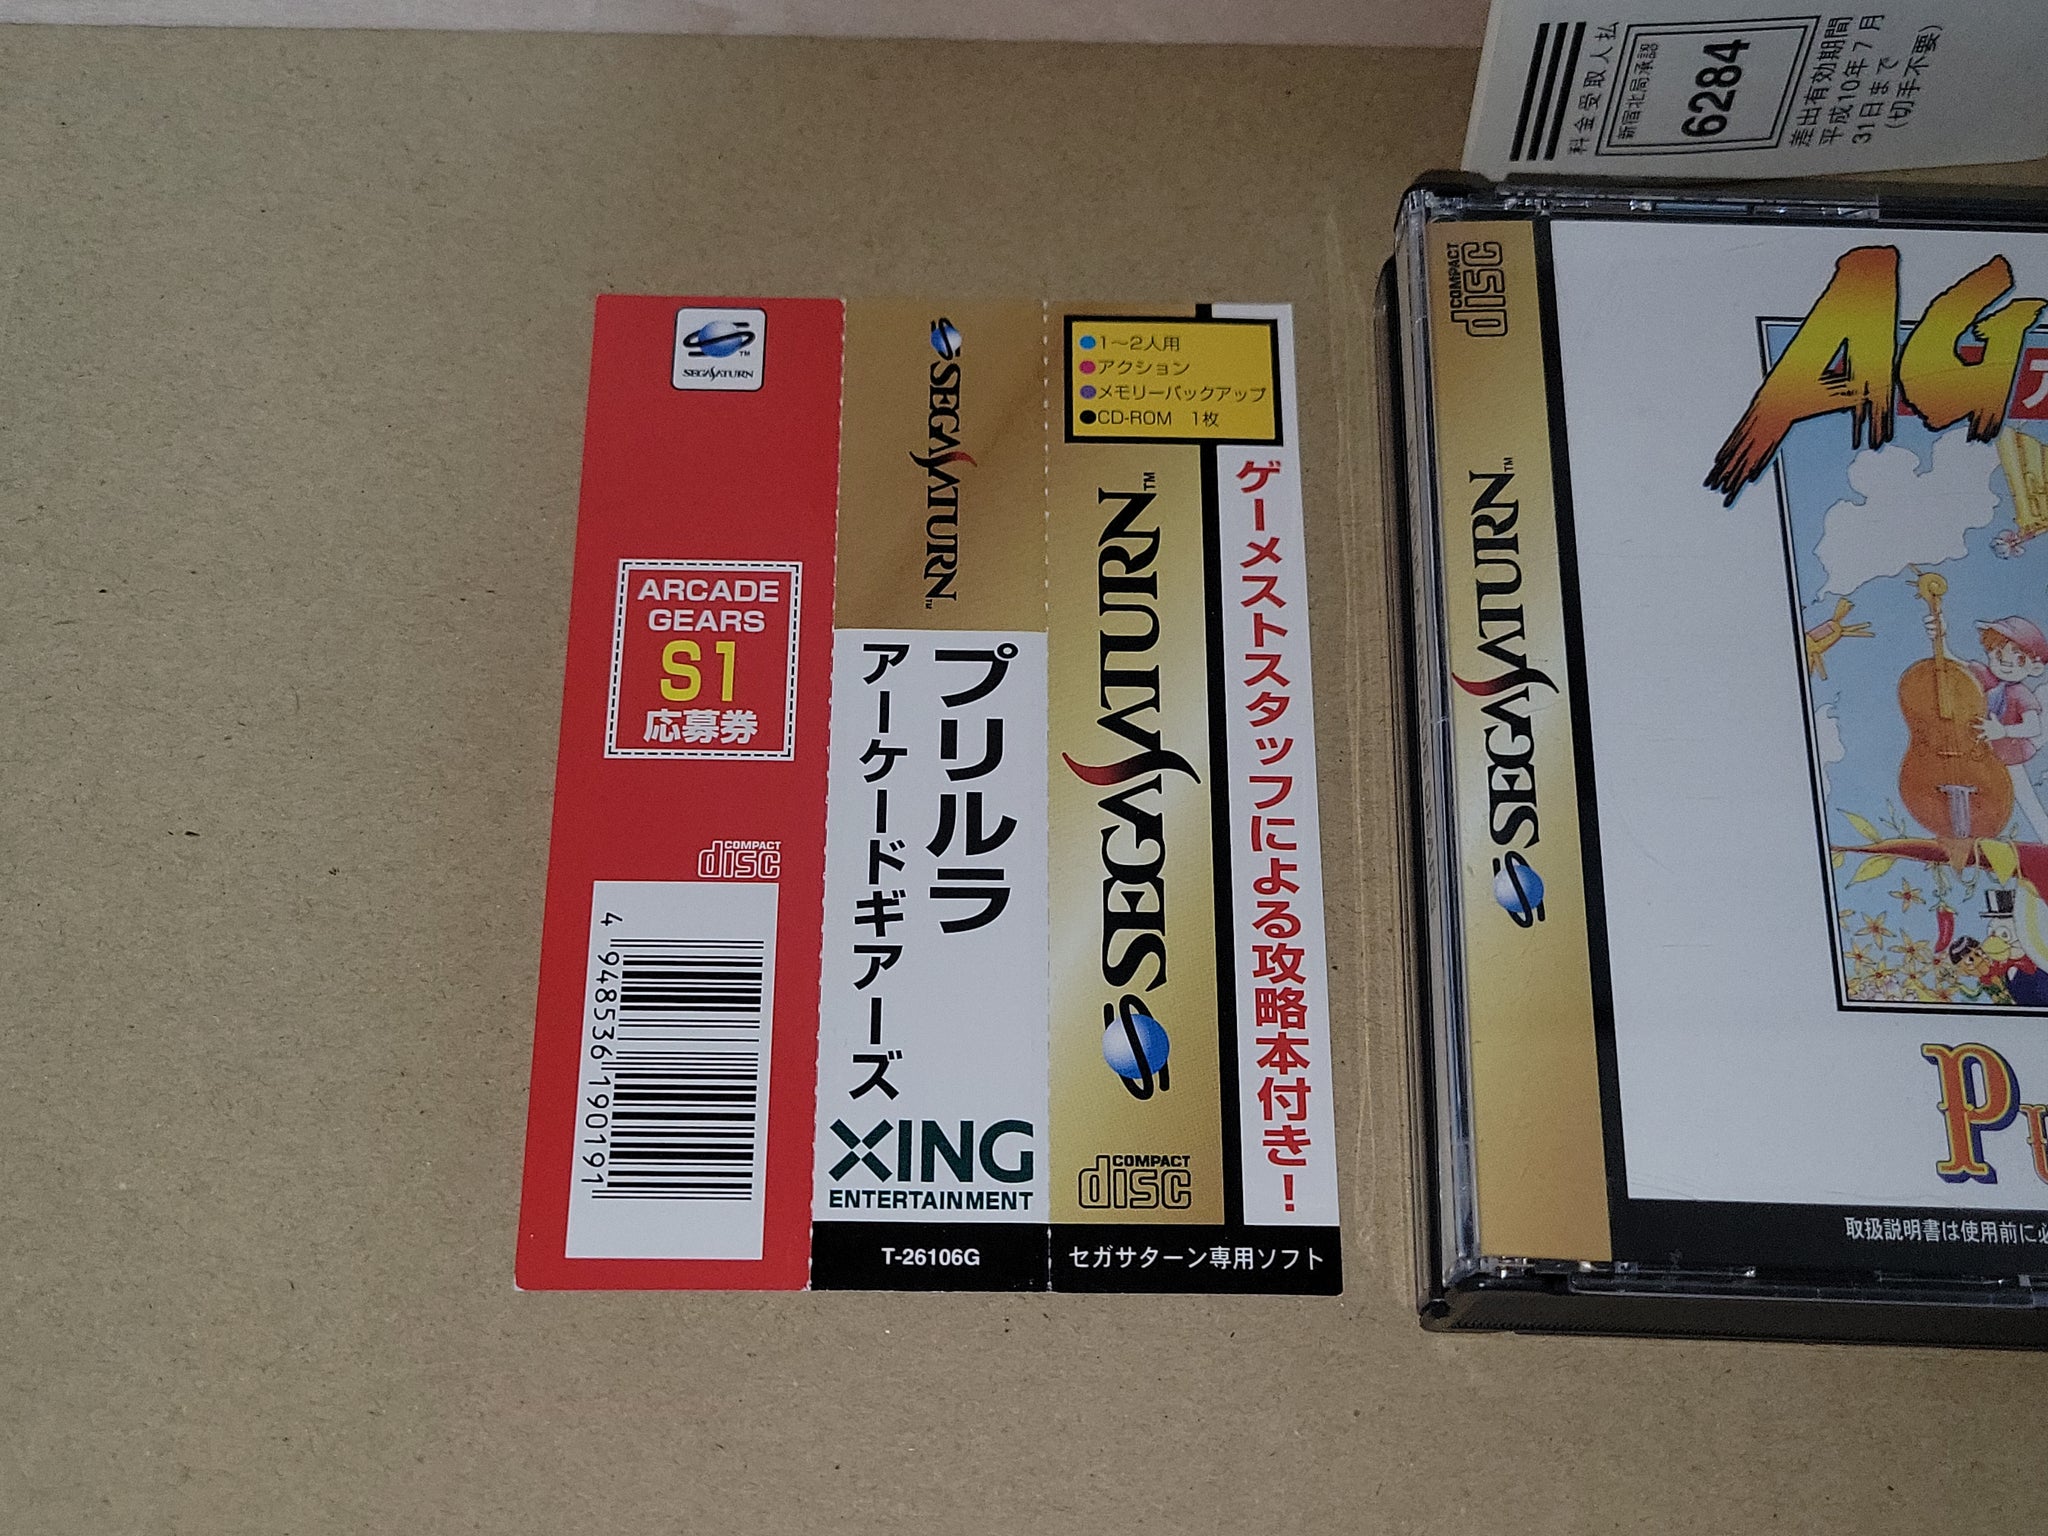 料金受取人払
新宿北局承認
6284
差出有効期間
平成10年7月
31日まで
(切手不要)
SEGASATURN
ARCADE
GEARS
S1
応募券
COMPACT
disc
4 948536 190191
SEGASATURN
プリルラ
アーケードギアーズ
XING
ENTERTAINMENT
T-26106G
●1～2人用
●アクション
●メモリーバックアップ
●CD-ROM 1枚
SEGASATURN
COMPACT
disc
ゲーメストスタッフによる攻略本付き!
セガサターン専用ソフト
COMPACT
disc
SEGASATURN
AG
ア
PU
取扱説明書は使用前に必